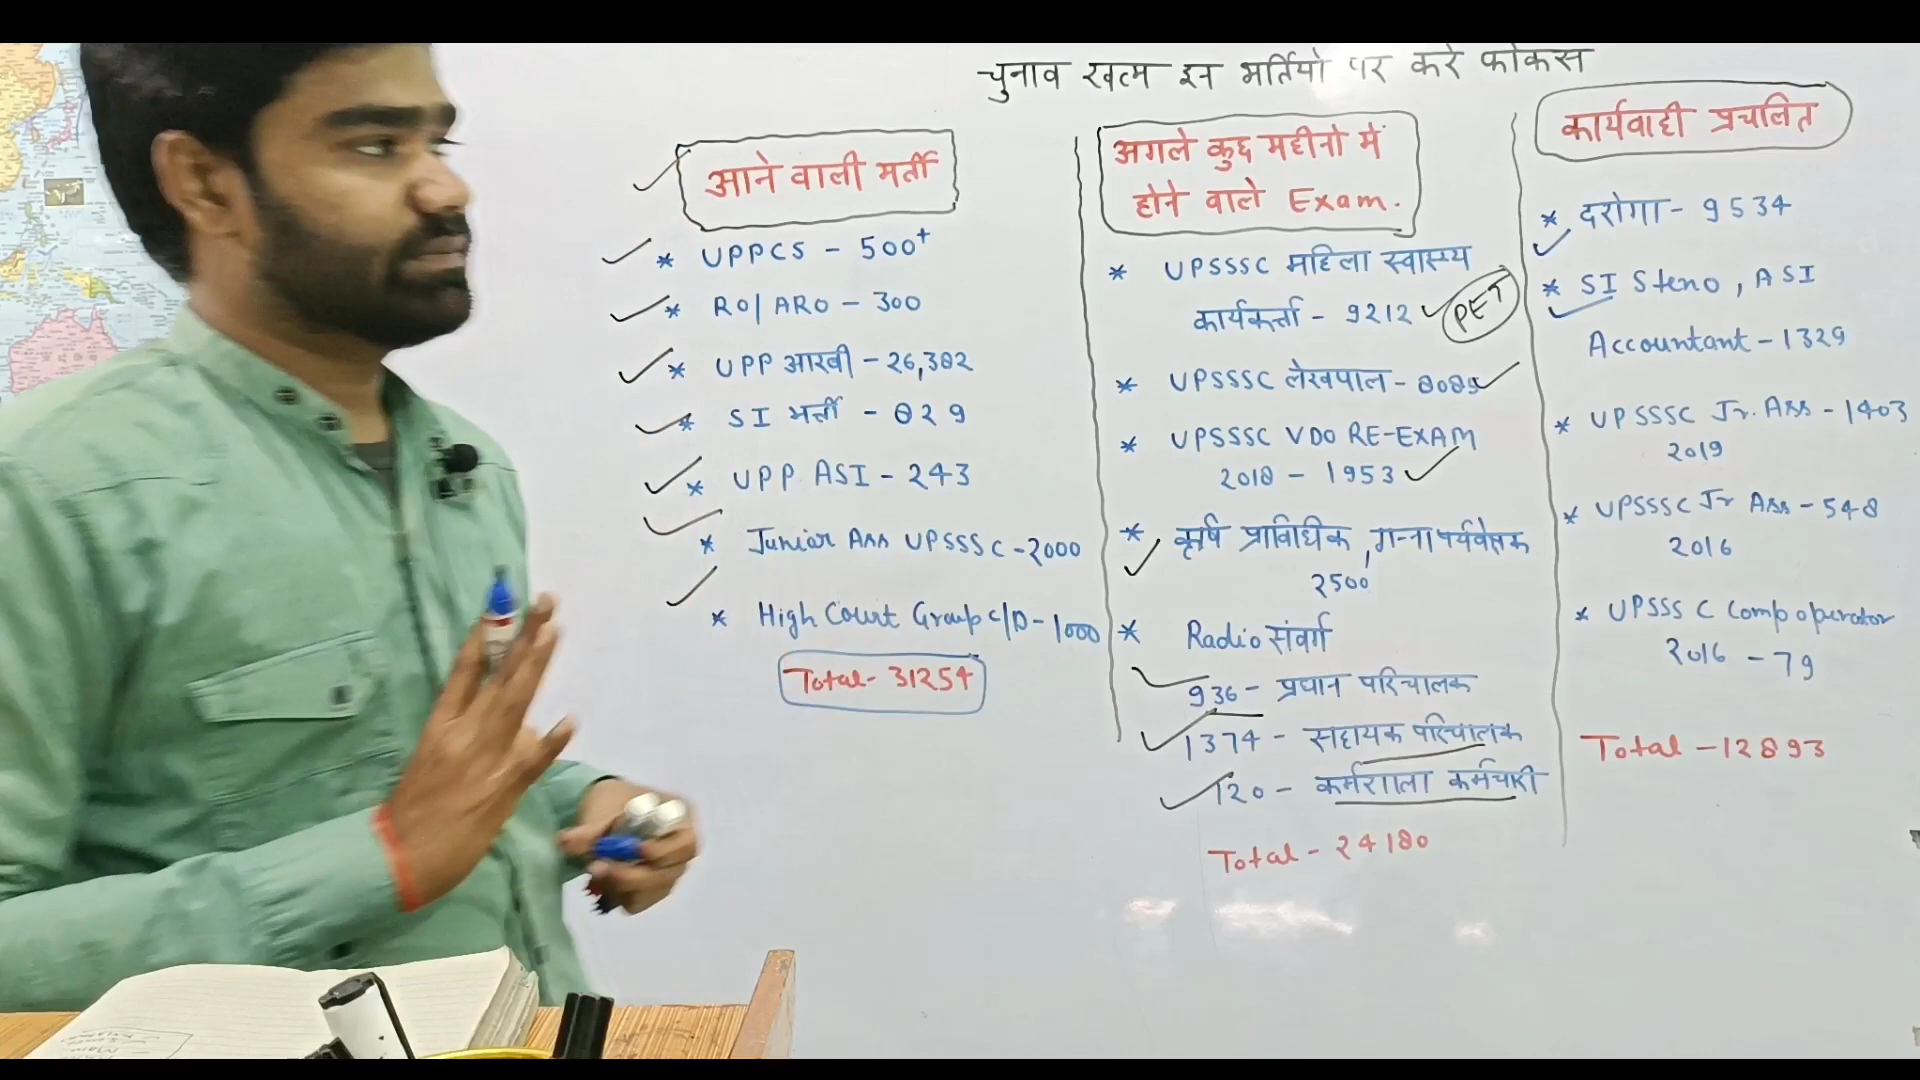 चुनाव खत्म इन भर्तियो पर करे फोकस
आने वाली भर्ती
* UPPCS - 500+
* RO/ARO - 300
* UPP आरक्षी - 26,382
* SI भर्ती - 829
* UPP ASI - 243
* Junior Ass UPSSSC - 2000
* High Court Group C/D - 1000
Total - 31254
अगले कुछ महीनो मे
होने वाले Exam.
* UPSSSC महिला स्वास्थ्य
कार्यकर्त्ता - 9212 PET
* UPSSSC लेखपाल - 8085
* UPSSSC VDO RE-EXAM
2018 - 1953
* कृषि प्राविधिक, गन्ना पर्यवेक्षक
2500
* Radio संवर्ग
936 - प्रधान परिचालक
1374 - सहायक परिचालक
120 - कर्मशाला कर्मचारी
Total - 24180
कार्यवाही प्रचलित
* दरोगा - 9534
* SI Steno, ASI
Accountant - 1329
* UPSSSC Jr. Ass - 1403
2019
* UPSSSC Jr Ass - 548
2016
* UPSSSC Comp operator
2016 - 79
Total - 12893